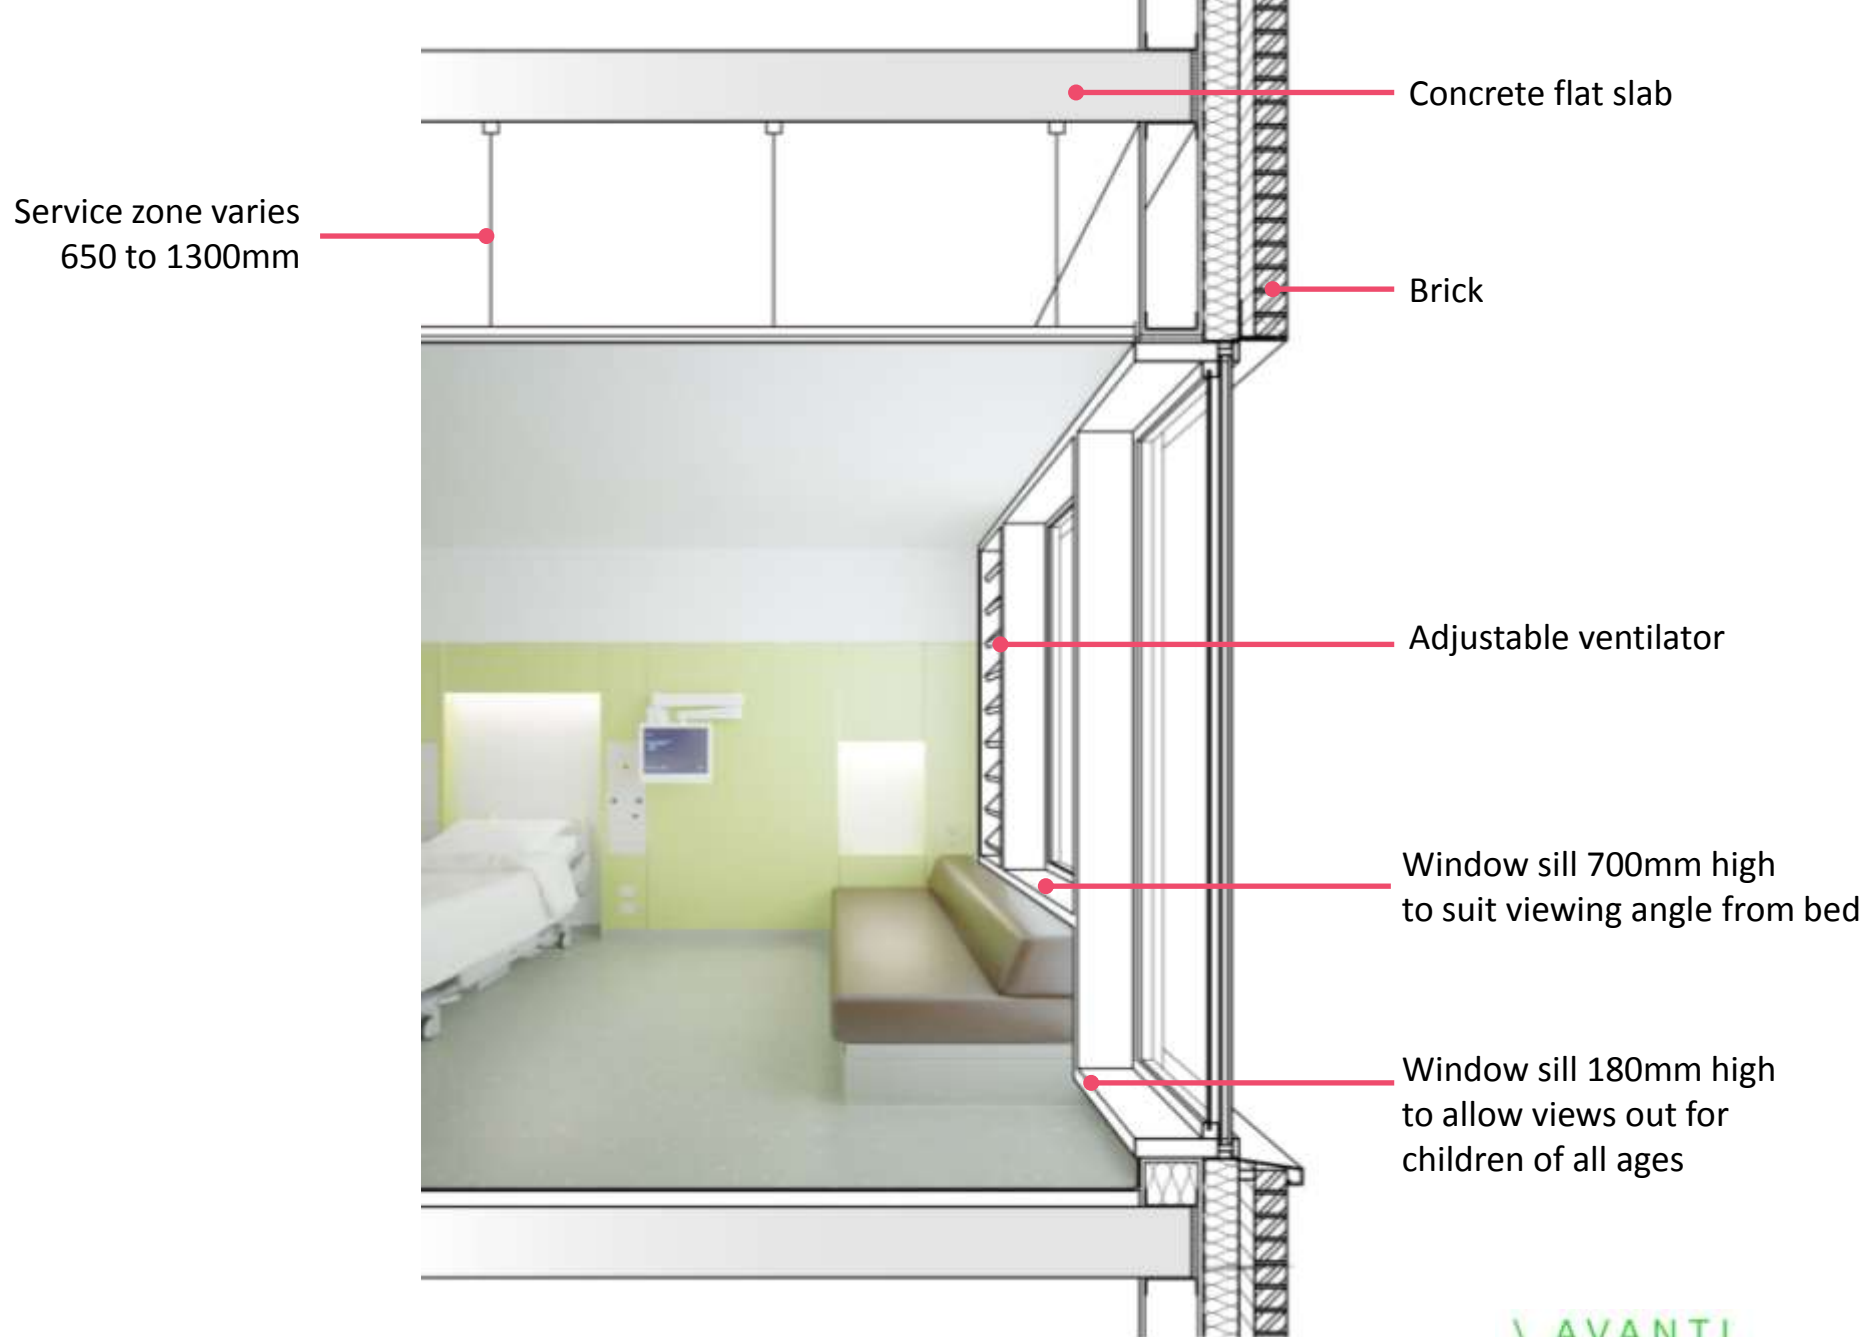 Concrete flat slab
Service zone varies
650 to 1300mm
Brick
Adjustable ventilator
Window sill 700mm high
to suit viewing angle from bed
Window sill 180mm high
to allow views out for
children of all ages
AVANTI